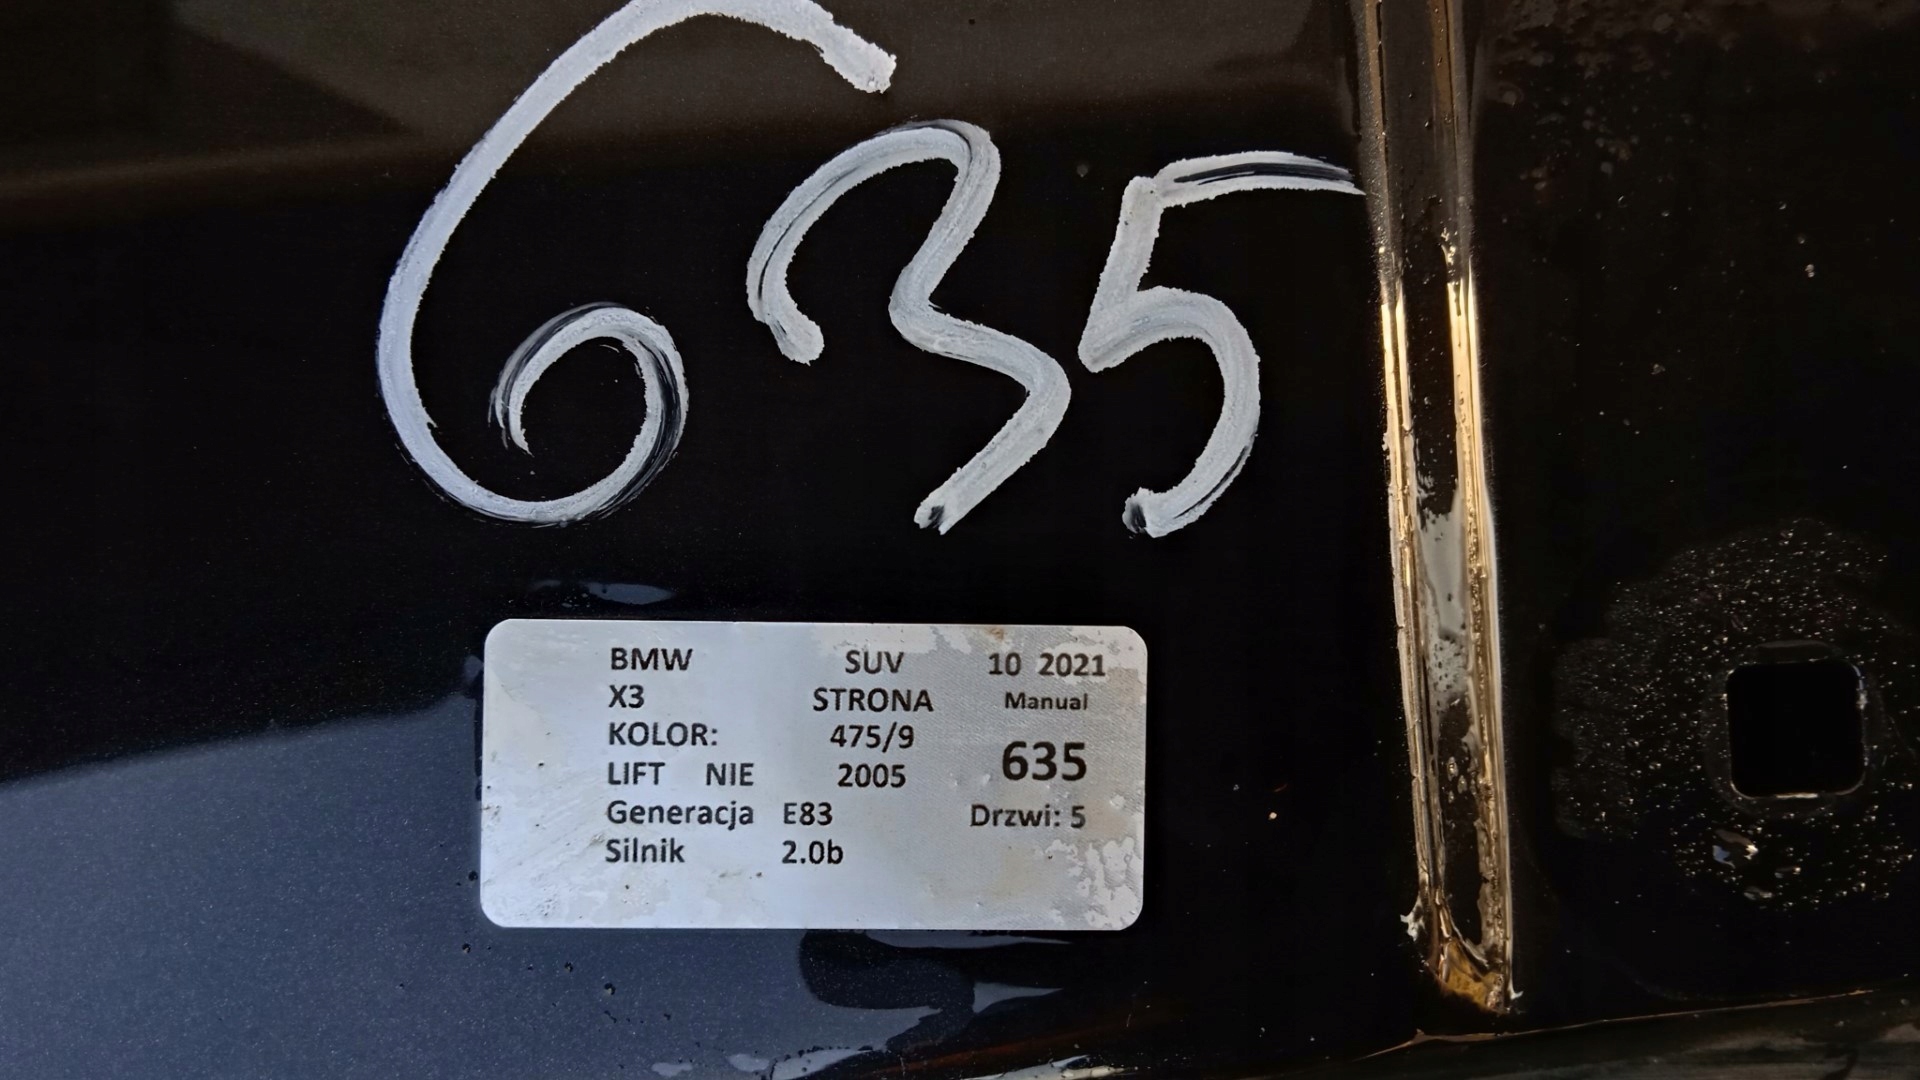 635
BMW SUV 10 2021
X3 STRONA Manual
KOLOR: 475/9 635
LIFT NIE 2005
Generacja E83 Drzwi: 5
Silnik 2.0b